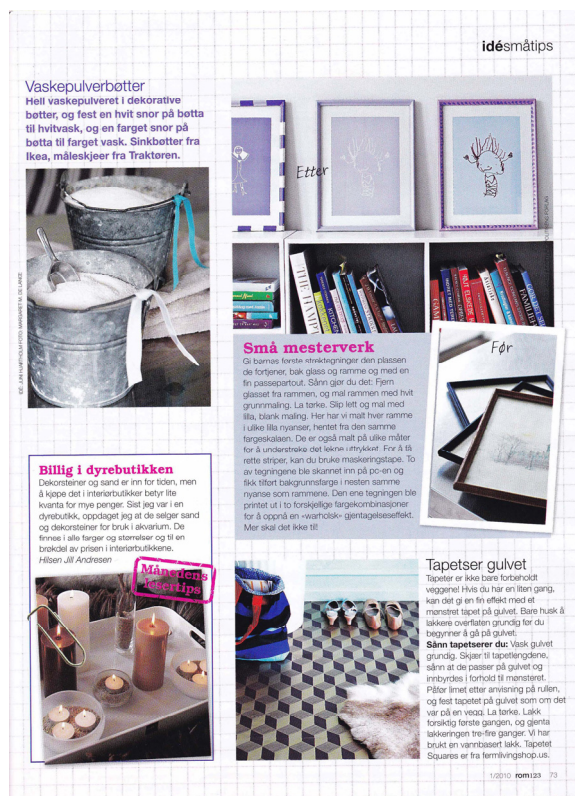 idésmåtips
Vaskepulverbøtter
Hell vaskepulveret i dekorative
bøtter, og fest en hvit snor på bøtta
til hvitvask, og en farget snor på
bøtta til farget vask. Sinkbøtter fra
Ikea, måleskjeer fra Traktøren.
IDÉ: JUNI HJARTHOLM FOTO: MARGARET M. DE LANGE
Etter
Små mesterverk
Gi barnas første strektegninger den plassen
de fortjener, bak glass og ramme og med en
fin passepartout. Sånn gjør du det: Fjern
glasset fra rammen, og mal rammen med hvit
grunnmaling. La tørke. Slip lett og mal med
lilla, blank maling. Her har vi malt hver ramme
i ulike lilla nyanser, hentet fra den samme
fargeskalaen. De er også malt på ulike måter
for å understreke det lekne uttrykket. For å få
rette striper, kan du bruke maskeringstape. To
av tegningene ble skannet inn på pc-en og
fikk tilført bakgrunnsfarge i nesten samme
nyanse som rammene. Den ene tegningen ble
printet ut i to forskjellige fargekombinasjoner
for å oppnå en «warholsk» gjentagelseseffekt.
Mer skal det ikke til!
Før
Billig i dyrebutikken
Dekorsteiner og sand er inn for tiden, men
å kjøpe det i interiørbutikker betyr lite
kvanta for mye penger. Sist jeg var i en
dyrebutikk, oppdaget jeg at de selger sand
og dekorsteiner for bruk i akvarium. De
finnes i alle farger og størrelser og til en
brøkdel av prisen i interiørbutikkene.
Hilsen Jill Andresen
Månedens
lesertips
Tapetser gulvet
Tapeter er ikke bare forbeholdt
veggene! Hvis du har en liten gang,
kan det gi en fin effekt med et
mønstret tapet på gulvet. Bare husk å
lakkere overflaten grundig før du
begynner å gå på gulvet.
Sånn tapetserer du: Vask gulvet
grundig. Skjær til tapetlengdene,
sånn at de passer på gulvet og
innbyrdes i forhold til mønsteret.
Påfør limet etter anvisning på rullen,
og fest tapetet på gulvet som om det
var på en vegg. La tørke. Lakk
forsiktig første gangen, og gjenta
lakkeringen tre-fire ganger. Vi har
brukt en vannbasert lakk. Tapetet
Squares er fra fermlivingshop.us.
1/2010 rom123 73